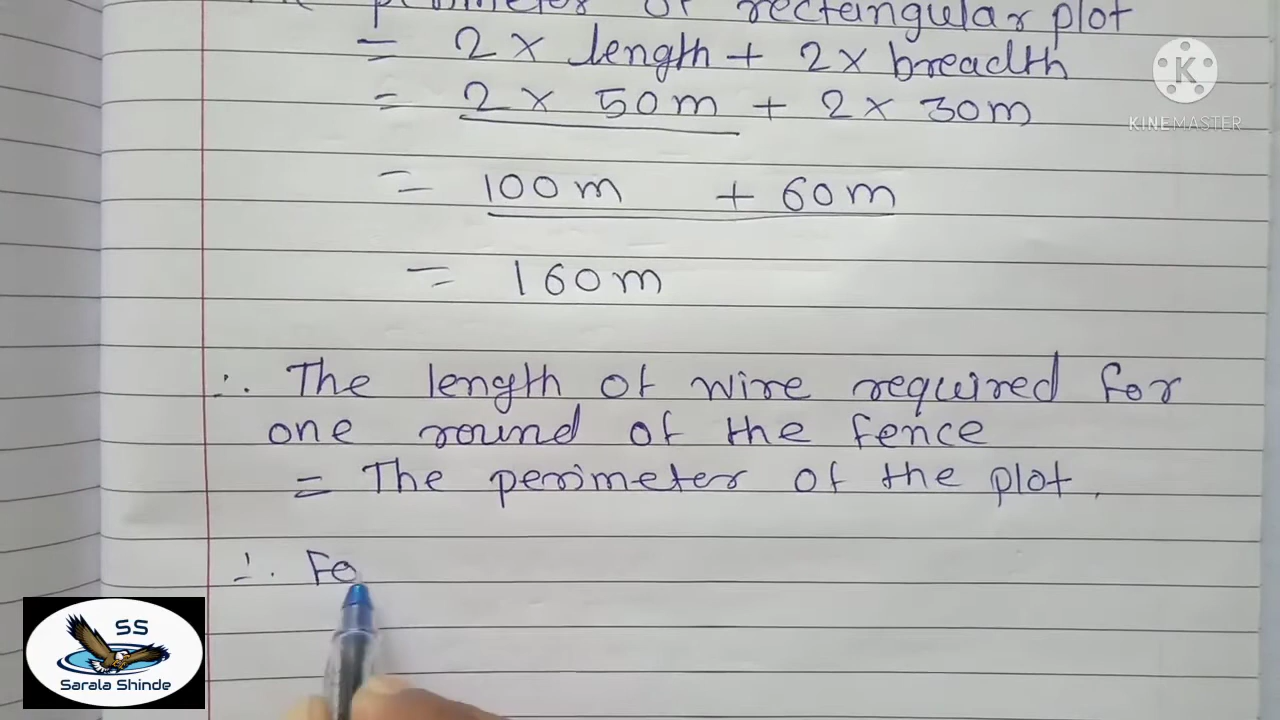 perimeter of rectangular plot
= 2 × length + 2 × breadth
= 2 × 50m + 2 × 30m
= 100m + 60m
= 160m
∴ The length of wire required for
one round of the fence
= The perimeter of the plot.
∴ Fo
KINEMASTER
SS
Sarala Shinde